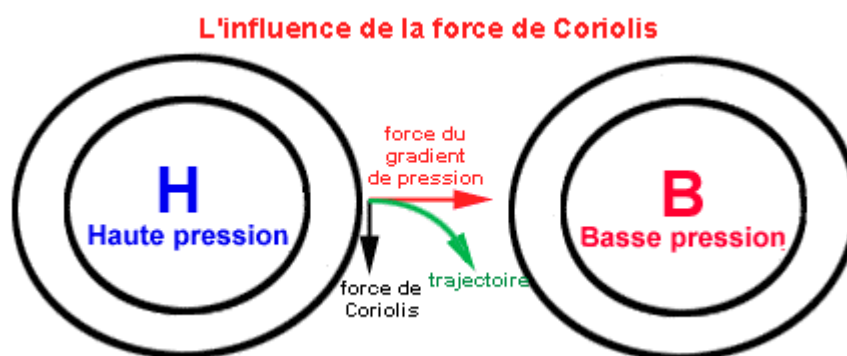 L'influence de la force de Coriolis
H
Haute pression
force du
gradient
de pression
force de
Coriolis
trajectoire
B
Basse pression